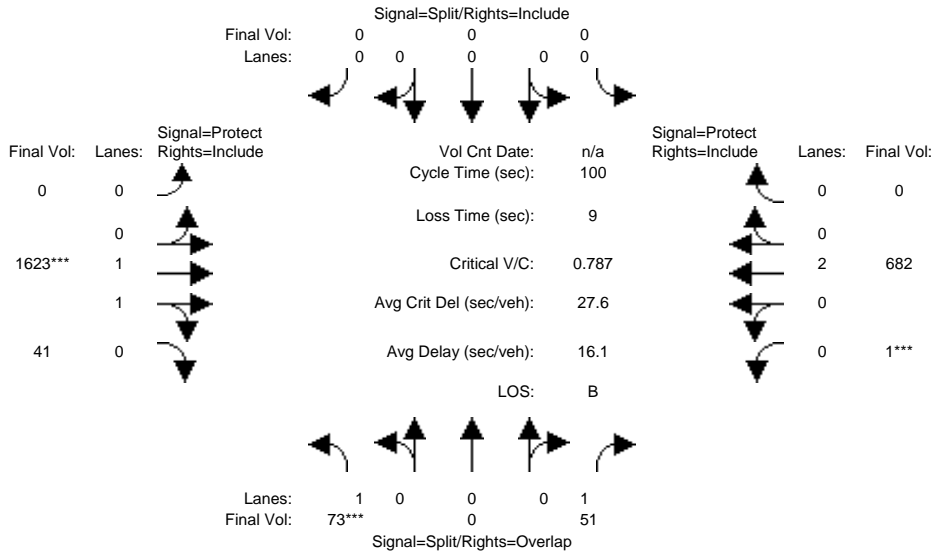 Signal=Split/Rights=Include
Final Vol: 0 0 0
Lanes: 0 0 0 0 0
Signal=Protect Signal=Protect
Final Vol: Lanes: Rights=Include Vol Cnt Date: n/a Rights=Include Lanes: Final Vol:
Cycle Time (sec): 100
0 0 0 0
Loss Time (sec): 9
0 0
1623*** 1 Critical V/C: 0.787 2 682
1 Avg Crit Del (sec/veh): 27.6 0
41 0 Avg Delay (sec/veh): 16.1 0 1***
LOS: B
Lanes: 1 0 0 0 1
Final Vol: 73*** 0 51
Signal=Split/Rights=Overlap